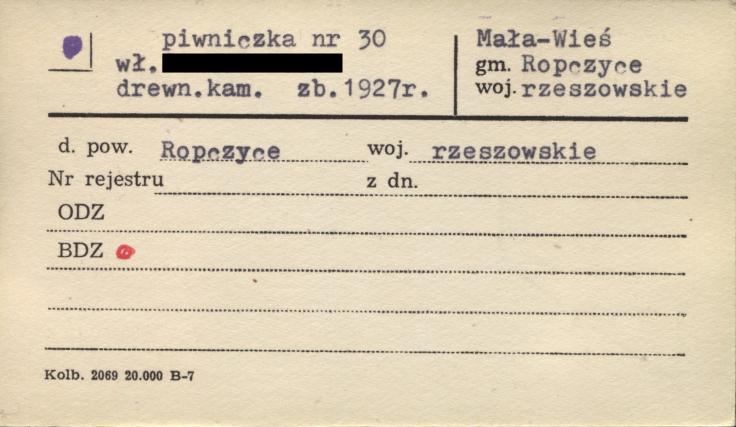 piwniczka nr 30
wł.
drewn.kam. zb.1927r.
Mała-Wieś
gm. Ropczyce
woj. rzeszowskie
d. pow. Ropczyce woj. rzeszowskie
Nr rejestru z dn.
ODZ
BDZ
Kolb. 2069 20.000 B-7